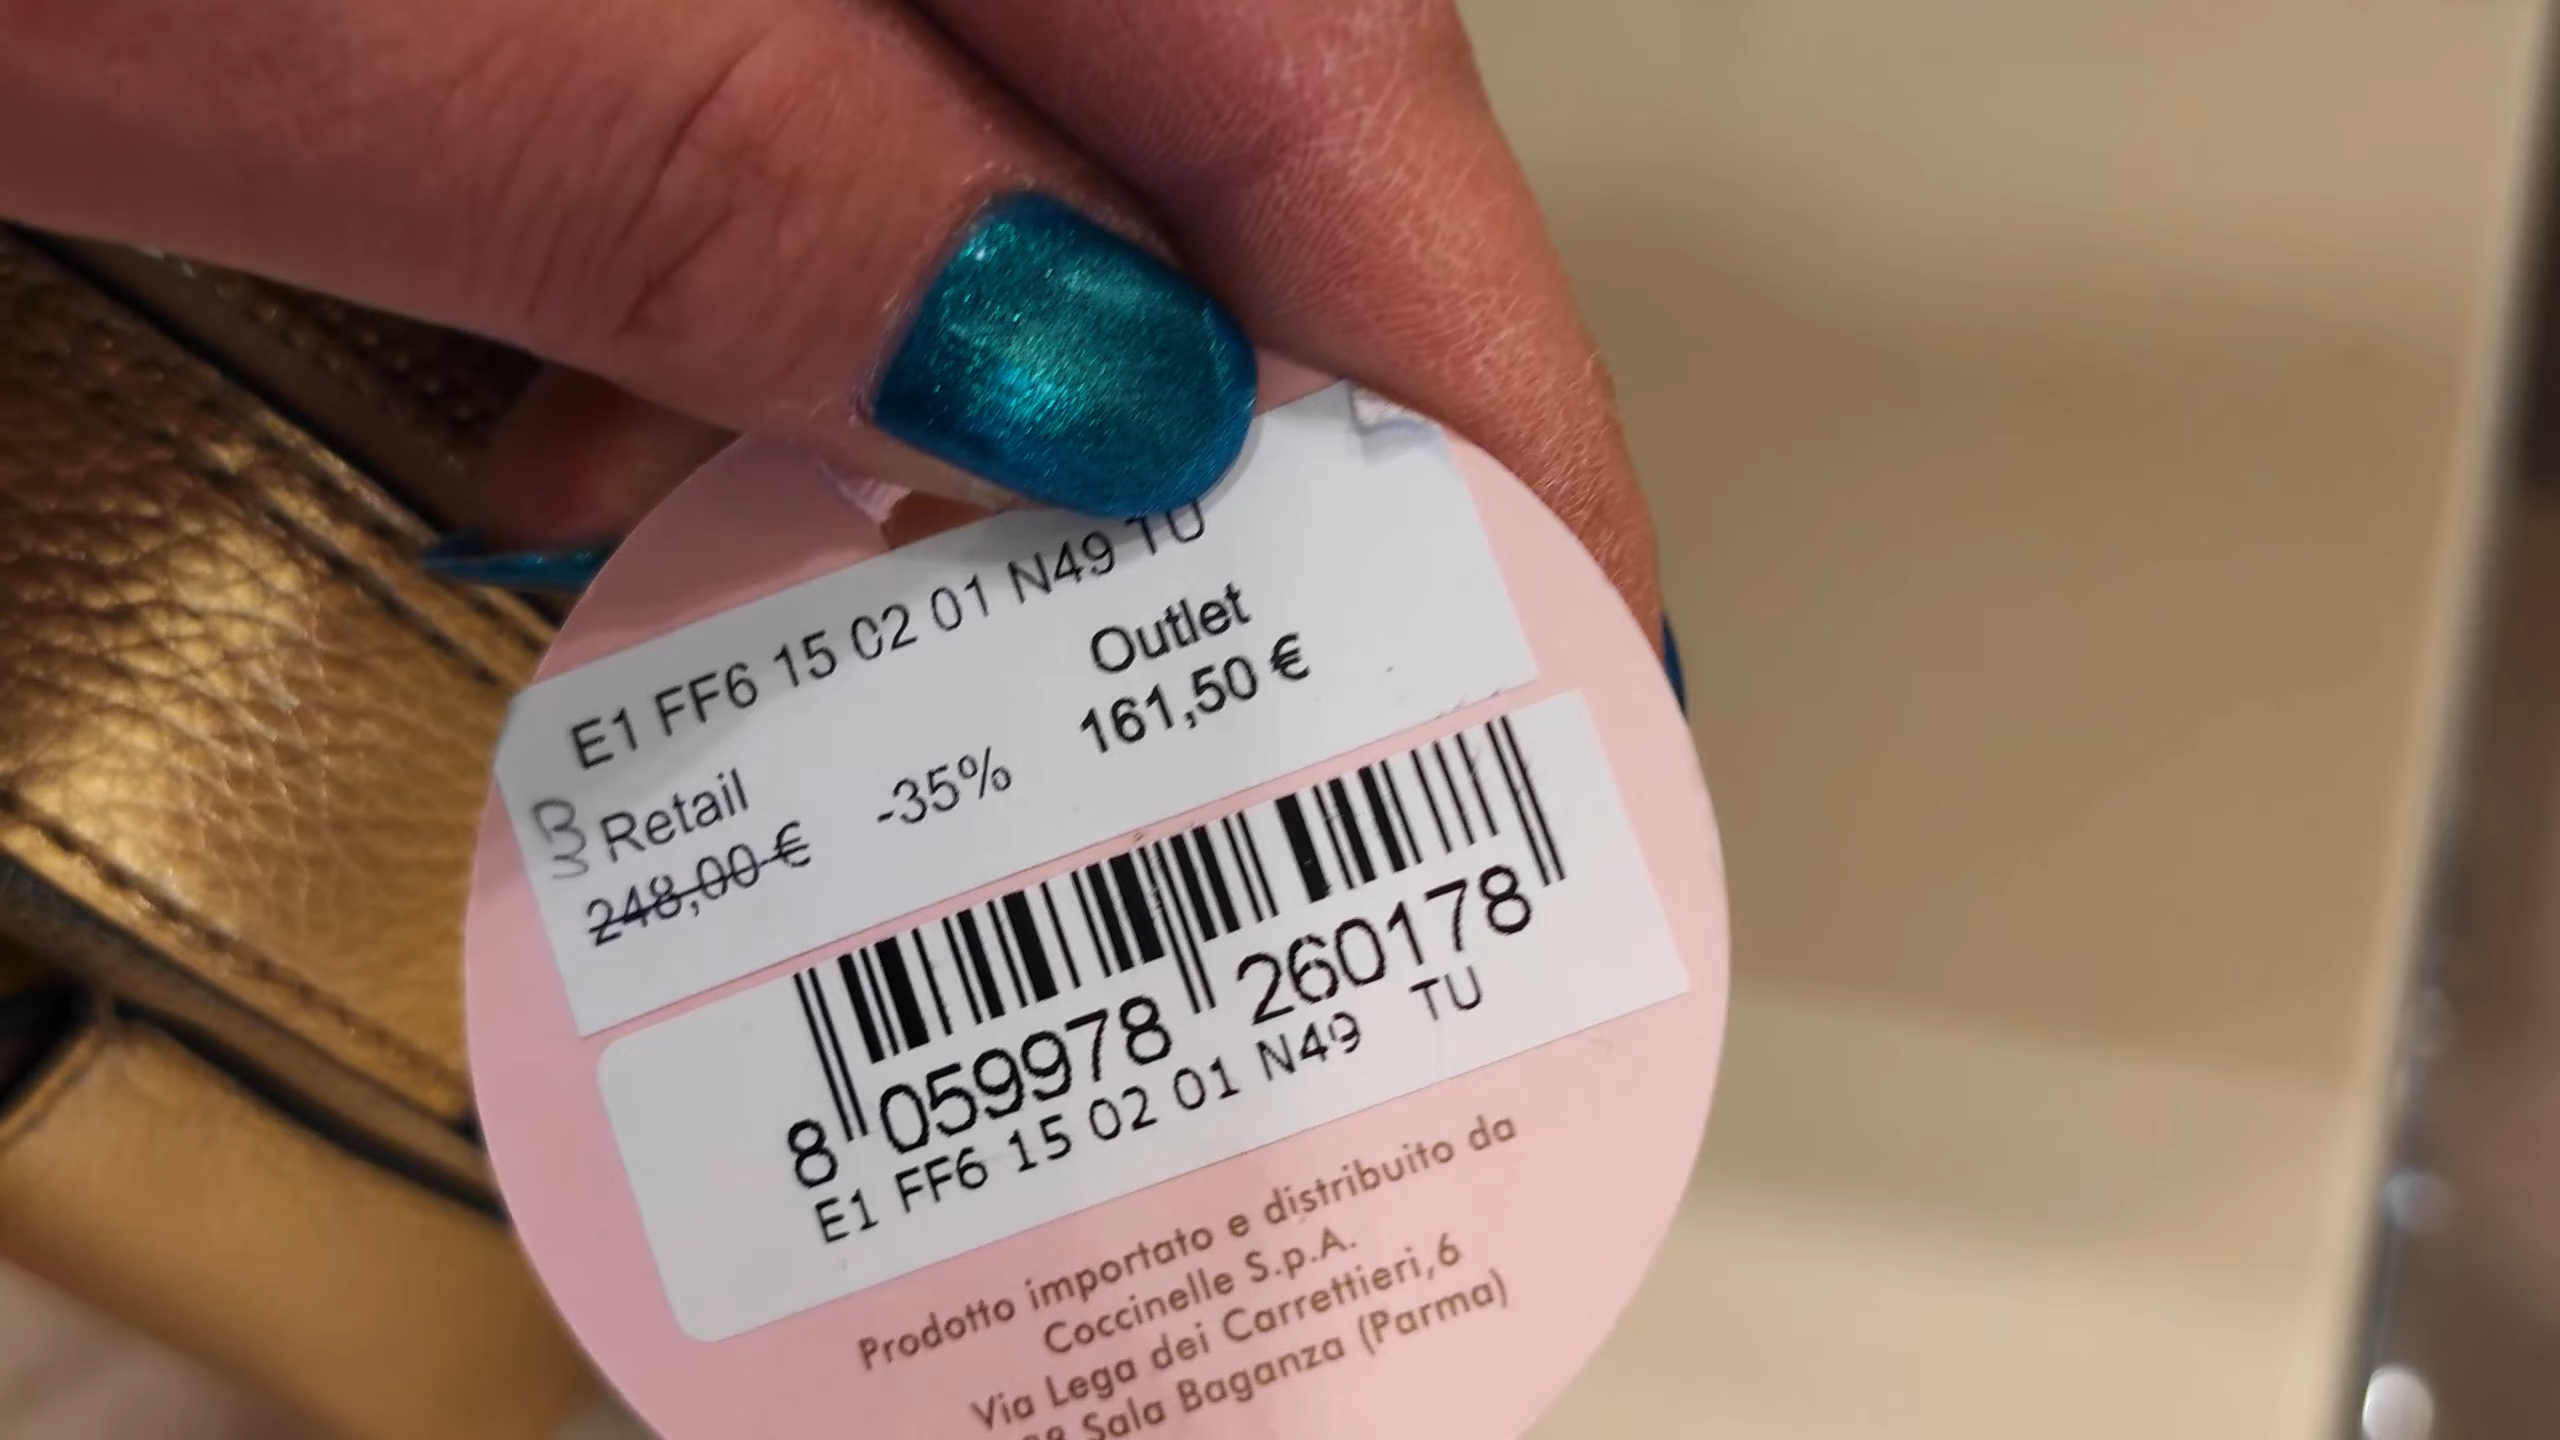 E1 FF6 15 02 01 N49 TU
Outlet
161,50 €
-35%
Retail
248,00 €
8 059978 260178
E1 FF6 15 02 01 N49 TU
Prodotto importato e distribuito da
Coccinelle S.p.A.
Via Lega dei Carrettieri,6
Sala Baganza (Parma)